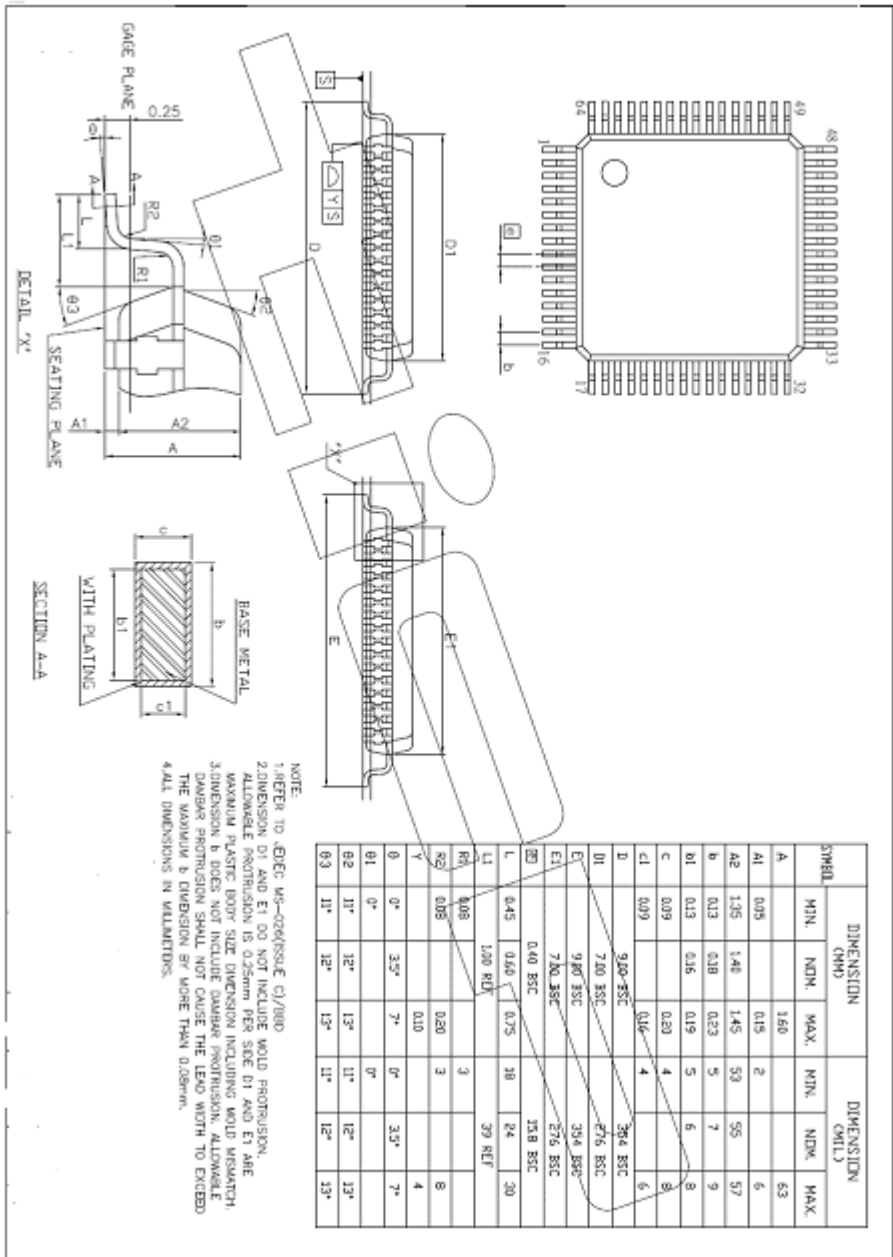 64
49
48
33
32
17
16
1
e
b
S
Y S
D
D1
"X"
E
E1
GAGE PLANE
0.25
θ
A
A
R2
θ1
L
L1
R1
θ2
θ3
SEATING PLANE
A1
A2
A
DETAIL "X"
c
b
BASE METAL
b1
c1
WITH PLATING
SECTION A-A
SYMBOL DIMENSION (MM) DIMENSION (MIL)
MIN. NOM. MAX. MIN. NOM. MAX.
A 1.60 63
A1 0.05 0.15 2 6
A2 1.35 1.40 1.45 53 55 57
b 0.13 0.18 0.23 5 7 9
b1 0.13 0.16 0.19 5 6 8
c 0.09 0.20 4 8
c1 0.09 0.16 4 6
D 9.00 BSC 354 BSC
D1 7.00 BSC 276 BSC
E 9.00 BSC 354 BSC
E1 7.00 BSC 276 BSC
e 0.40 BSC 15.8 BSC
L 0.45 0.60 0.75 18 24 30
L1 1.00 REF 39 REF
R1 0.08 3
R2 0.08 0.20 3 8
Y 0.10 4
θ 0° 3.5° 7° 0° 3.5° 7°
θ1 0° 0°
θ2 11° 12° 13° 11° 12° 13°
θ3 11° 12° 13° 11° 12° 13°
NOTE:
1.REFER TO JEDEC MS-026(ISSUE C)/BBD
2.DIMENSION D1 AND E1 DO NOT INCLUDE MOLD PROTRUSION.
ALLOWABLE PROTRUSION IS 0.25mm PER SIDE D1 AND E1 ARE
MAXIMUM PLASTIC BODY SIZE DIMENSION INCLUDING MOLD MISMATCH.
3.DIMENSION b DOES NOT INCLUDE DAMBAR PROTRUSION. ALLOWABLE
DAMBAR PROTRUSION SHALL NOT CAUSE THE LEAD WIDTH TO EXCEED
THE MAXIMUM b DIMENSION BY MORE THAN 0.08mm.
4.ALL DIMENSIONS IN MILLIMETERS.